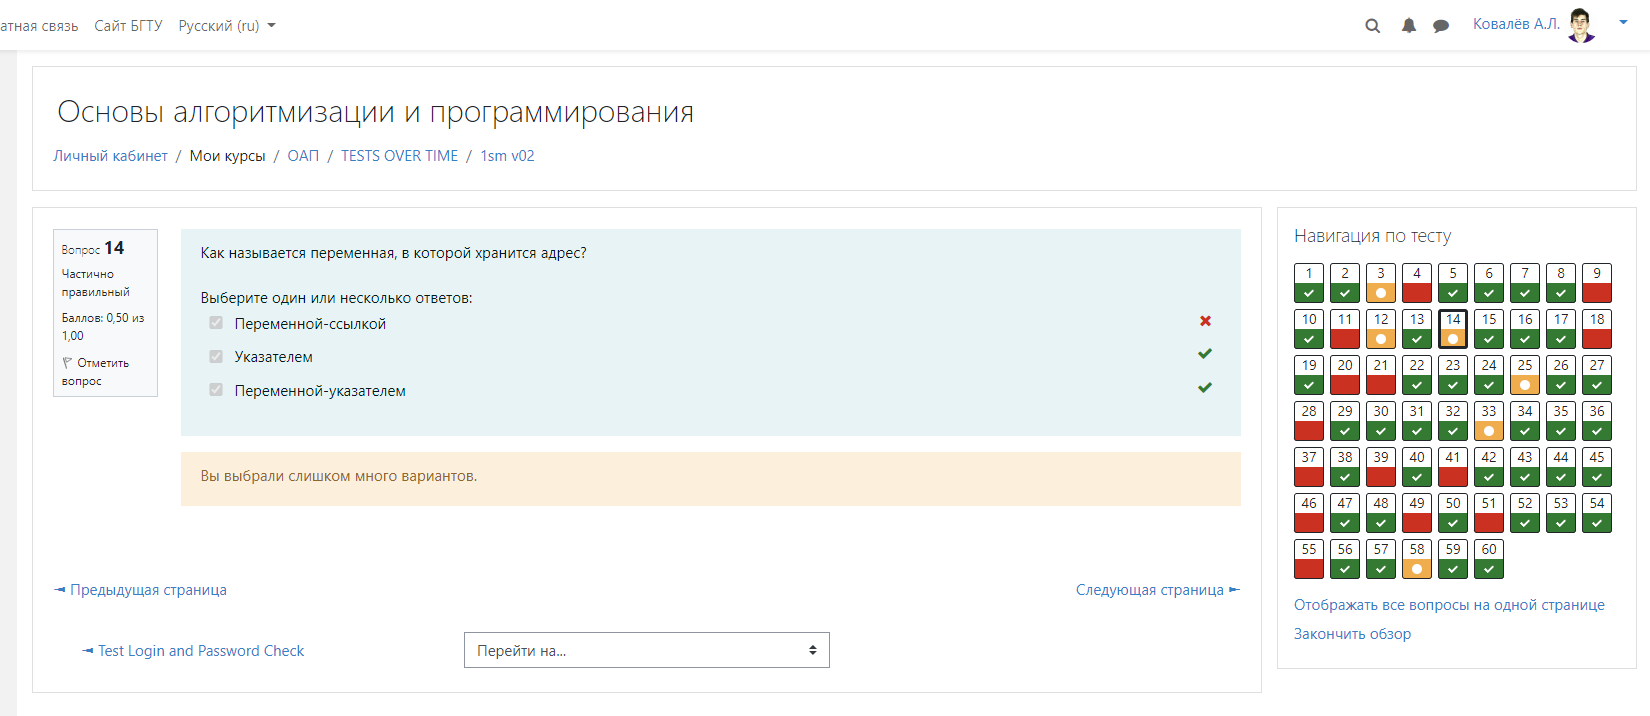 атная связь Сайт БГТУ Русский (ru) Ковалёв А.Л.
Основы алгоритмизации и программирования
Личный кабинет / Мои курсы / ОАП / TESTS OVER TIME / 1sm v02
Вопрос 14
Частично
правильный
Баллов: 0,50 из
1,00
Отметить
вопрос
Как называется переменная, в которой хранится адрес?
Выберите один или несколько ответов:
Переменной-ссылкой
Указателем
Переменной-указателем
Вы выбрали слишком много вариантов.
Предыдущая страница
Следующая страница
Test Login and Password Check
Перейти на...
Навигация по тесту
1 2 3 4 5 6 7 8 9
10 11 12 13 14 15 16 17 18
19 20 21 22 23 24 25 26 27
28 29 30 31 32 33 34 35 36
37 38 39 40 41 42 43 44 45
46 47 48 49 50 51 52 53 54
55 56 57 58 59 60
Отображать все вопросы на одной странице
Закончить обзор